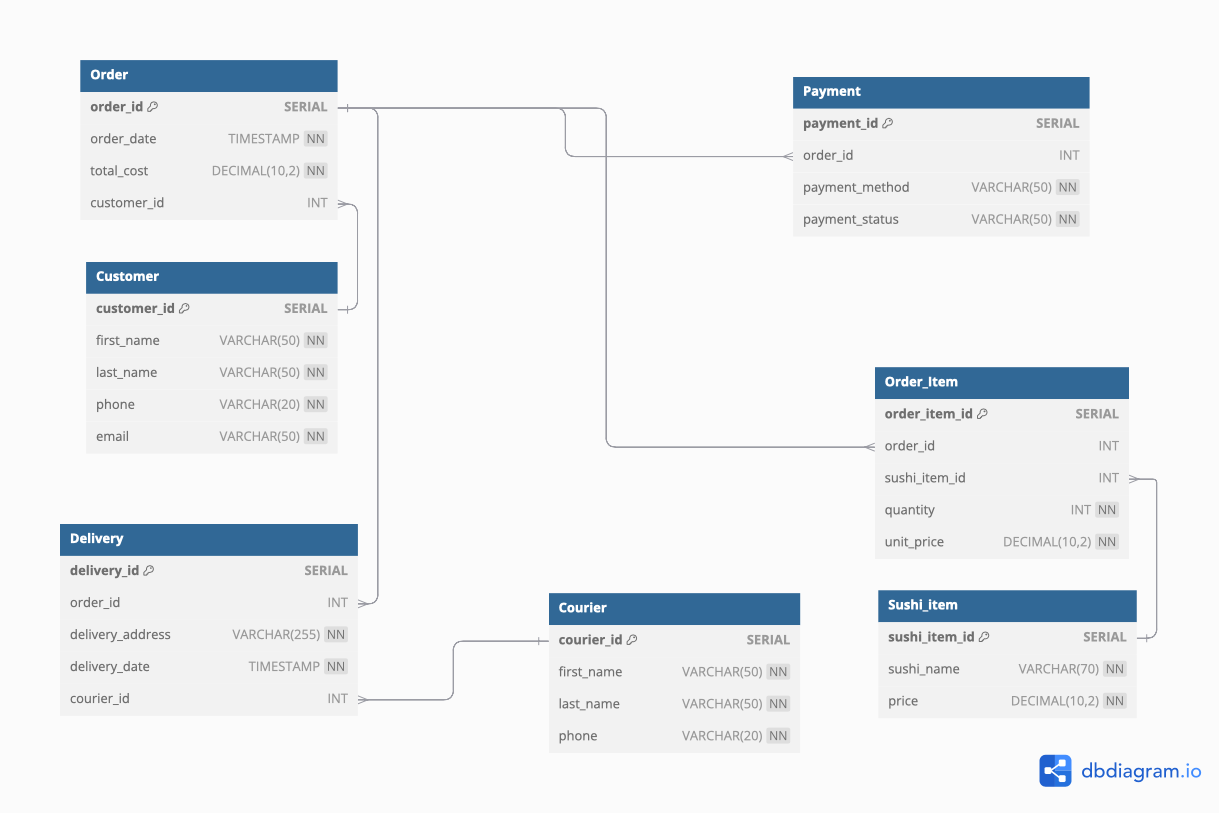 Order
order_id SERIAL
order_date TIMESTAMP NN
total_cost DECIMAL(10,2) NN
customer_id INT
Customer
customer_id SERIAL
first_name VARCHAR(50) NN
last_name VARCHAR(50) NN
phone VARCHAR(20) NN
email VARCHAR(50) NN
Delivery
delivery_id SERIAL
order_id INT
delivery_address VARCHAR(255) NN
delivery_date TIMESTAMP NN
courier_id INT
Courier
courier_id SERIAL
first_name VARCHAR(50) NN
last_name VARCHAR(50) NN
phone VARCHAR(20) NN
Payment
payment_id SERIAL
order_id INT
payment_method VARCHAR(50) NN
payment_status VARCHAR(50) NN
Order_Item
order_item_id SERIAL
order_id INT
sushi_item_id INT
quantity INT NN
unit_price DECIMAL(10,2) NN
Sushi_item
sushi_item_id SERIAL
sushi_name VARCHAR(70) NN
price DECIMAL(10,2) NN
dbdiagram.io